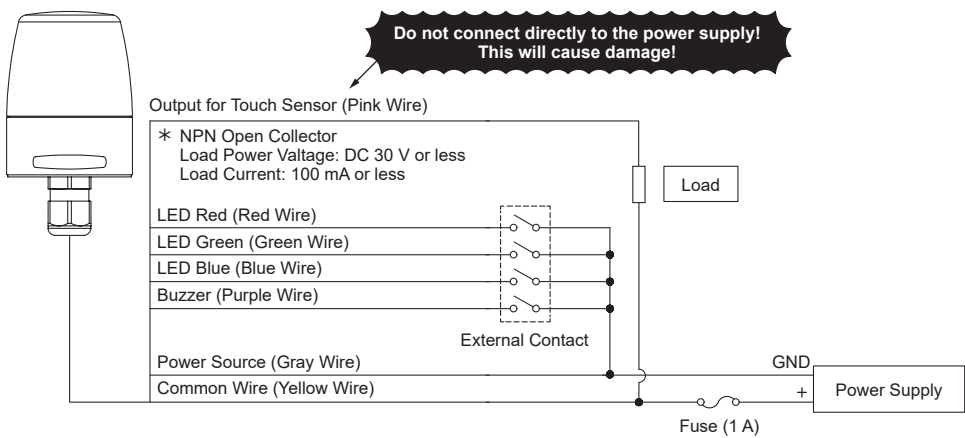 Do not connect directly to the power supply!
This will cause damage!
Output for Touch Sensor (Pink Wire)
* NPN Open Collector
Load Power Valtage: DC 30 V or less
Load Current: 100 mA or less
Load
LED Red (Red Wire)
LED Green (Green Wire)
LED Blue (Blue Wire)
Buzzer (Purple Wire)
External Contact
Power Source (Gray Wire)
GND
Common Wire (Yellow Wire)
+
Power Supply
Fuse (1 A)